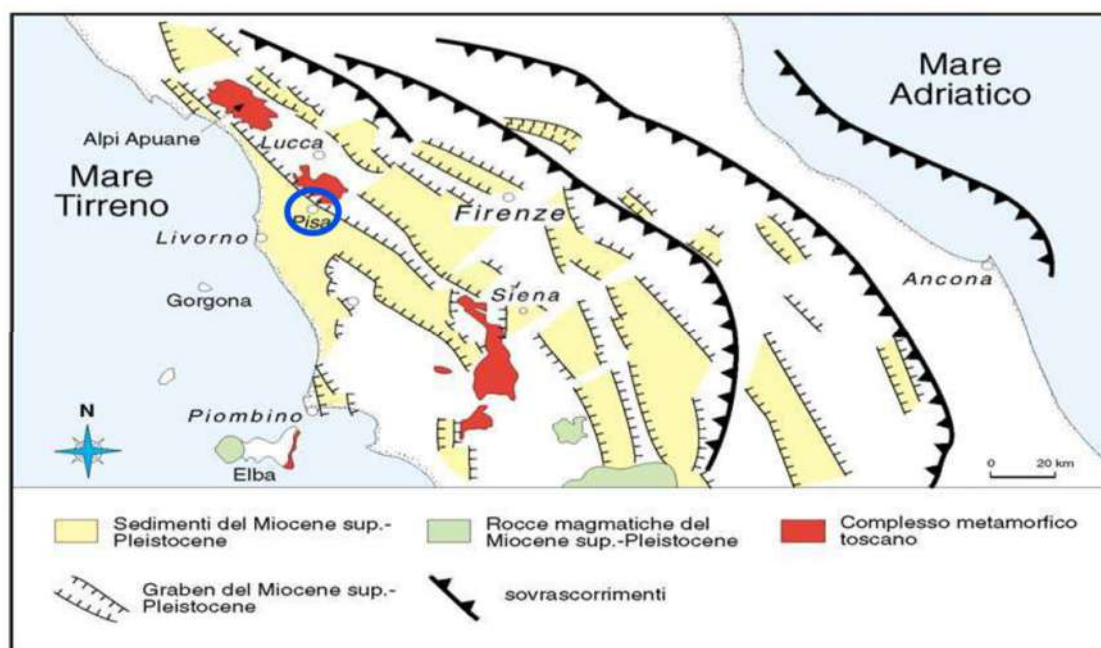 Mare
Adriatico
Alpi Apuane
Lucca
Mare
Tirreno
Pisa
Firenze
Livorno
Ancona
Gorgona
Siena
Piombino
N
Elba
0 20 km
Sedimenti del Miocene sup.-
Pleistocene
Rocce magmatiche del
Miocene sup.-Pleistocene
Complesso metamorfico
toscano
Graben del Miocene sup.-
Pleistocene
sovrascorrimenti